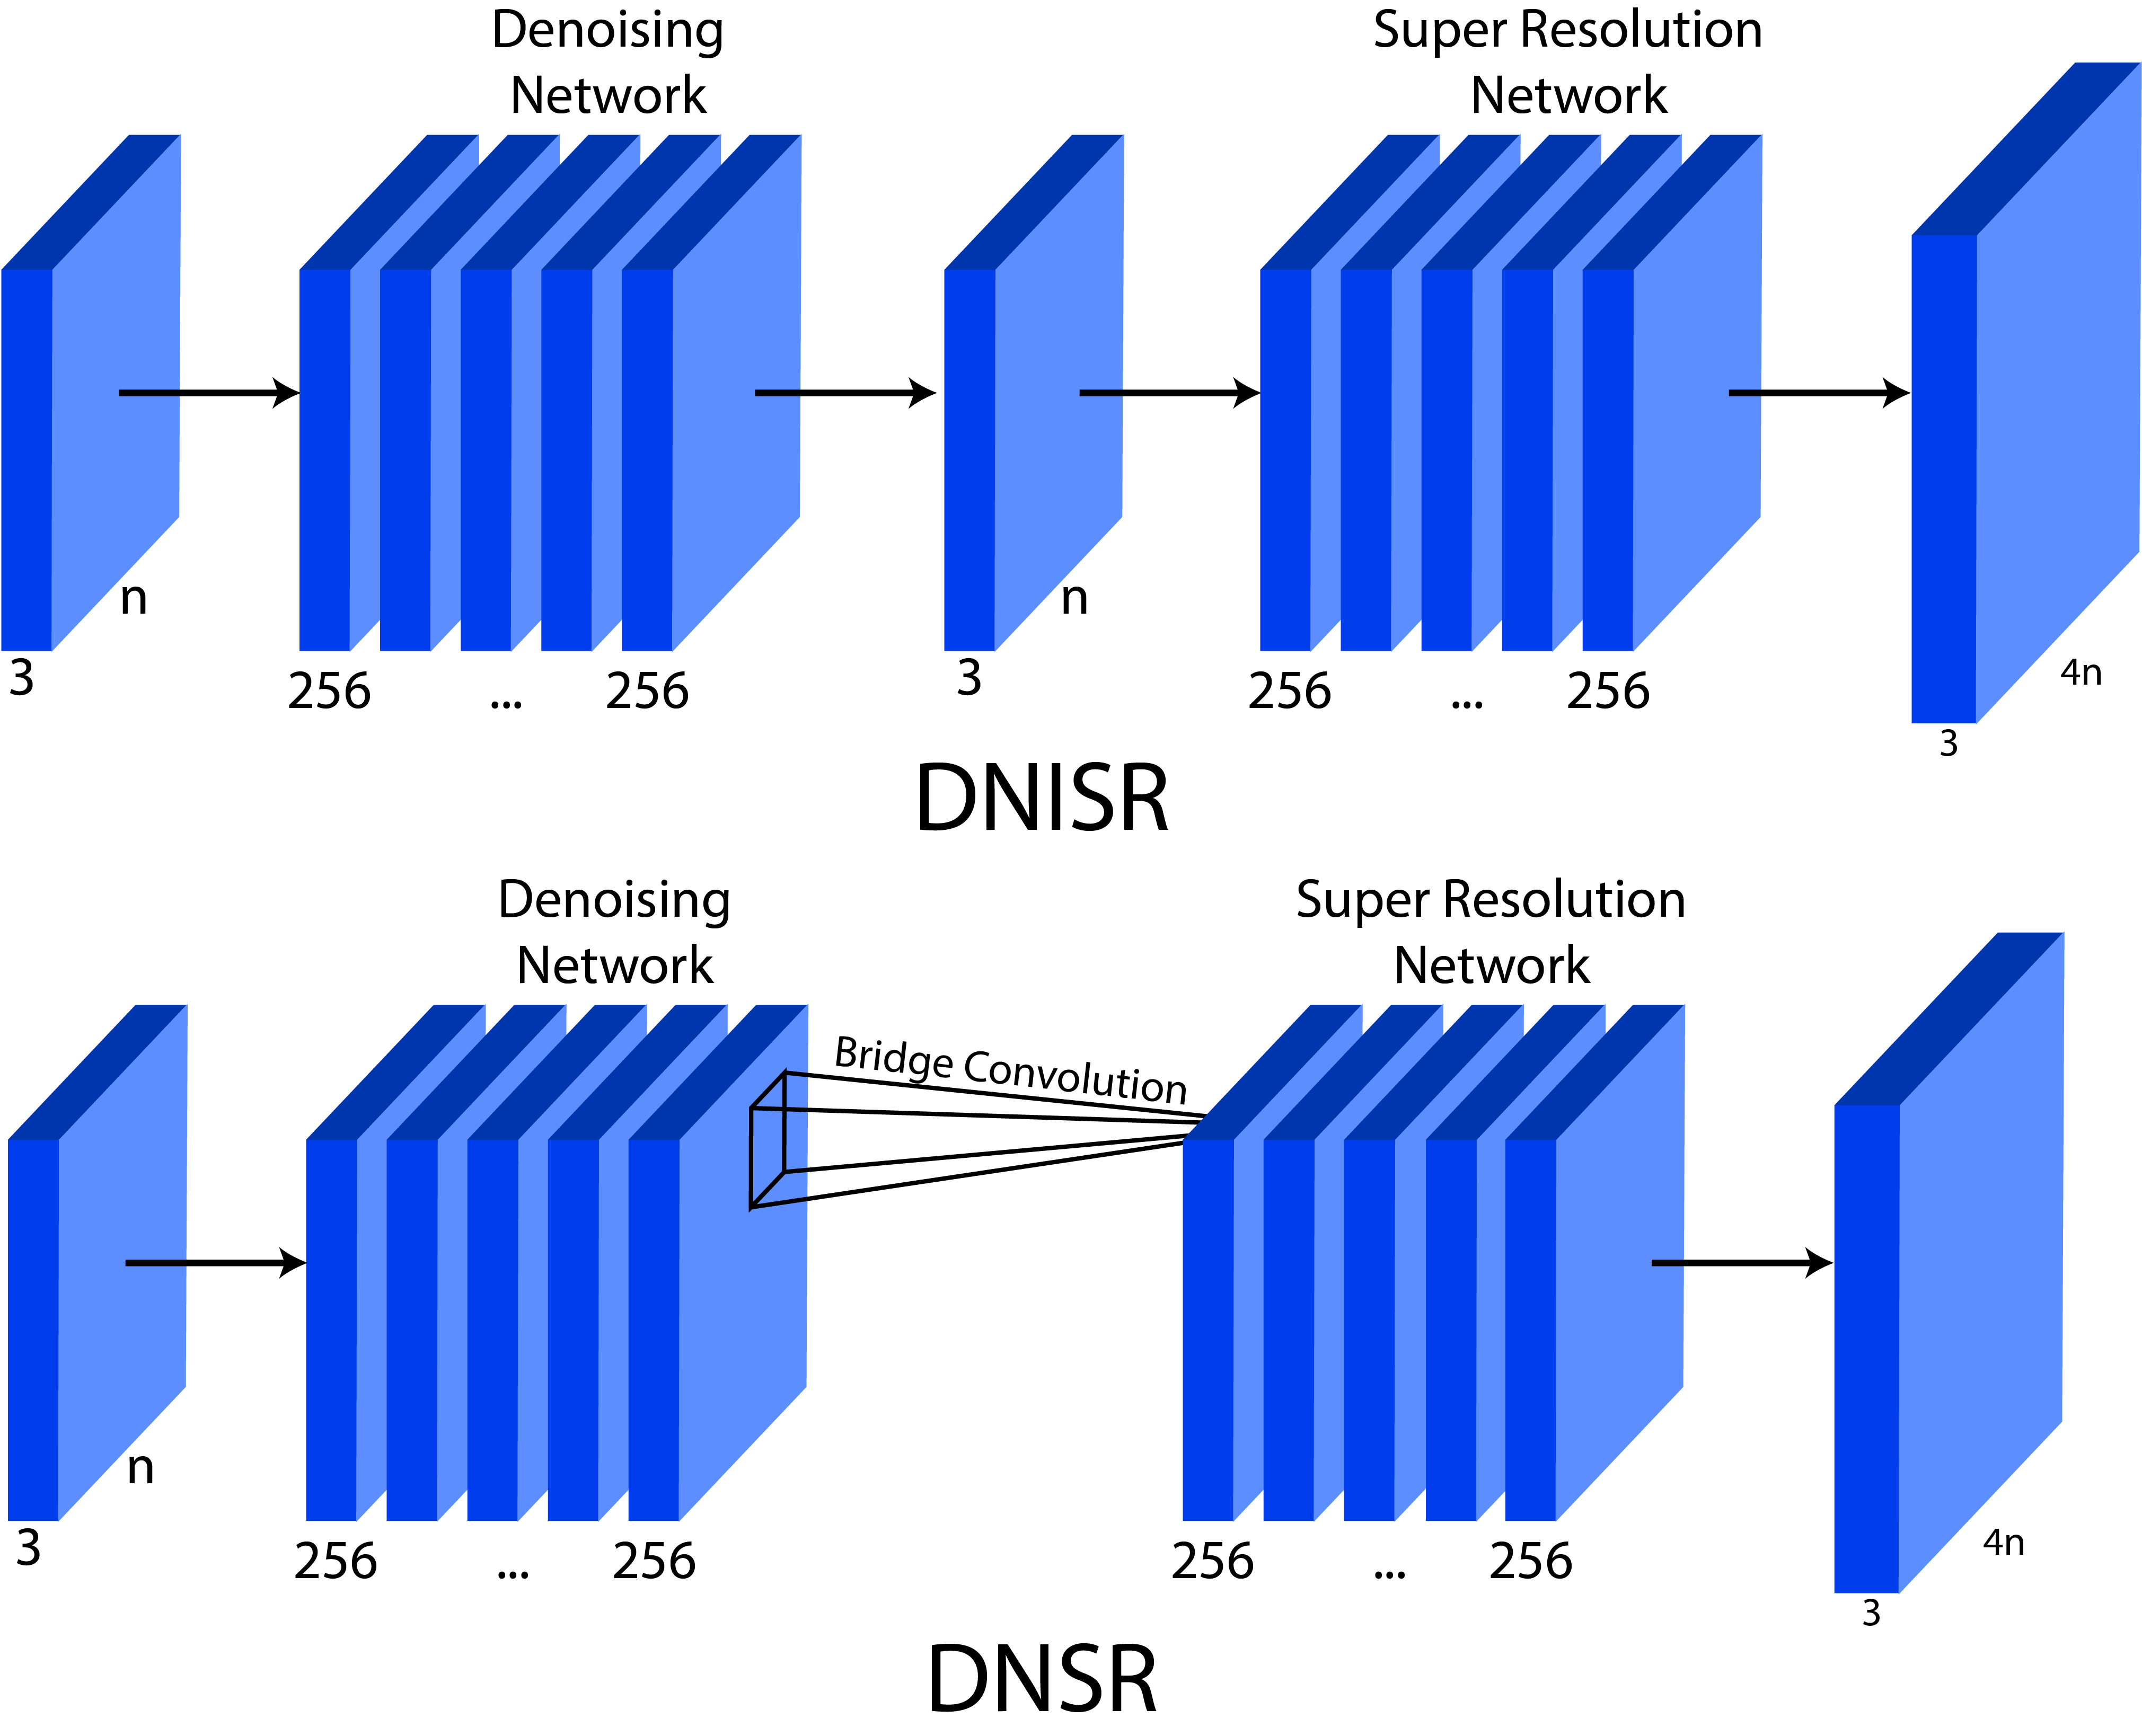 Denoising
Network
Super Resolution
Network
n
n
4n
3
256 ... 256
3
256 ... 256
3
DNISR
Denoising
Network
Super Resolution
Network
Bridge Convolution
n
4n
3
256 ... 256
256 ... 256
3
DNSR